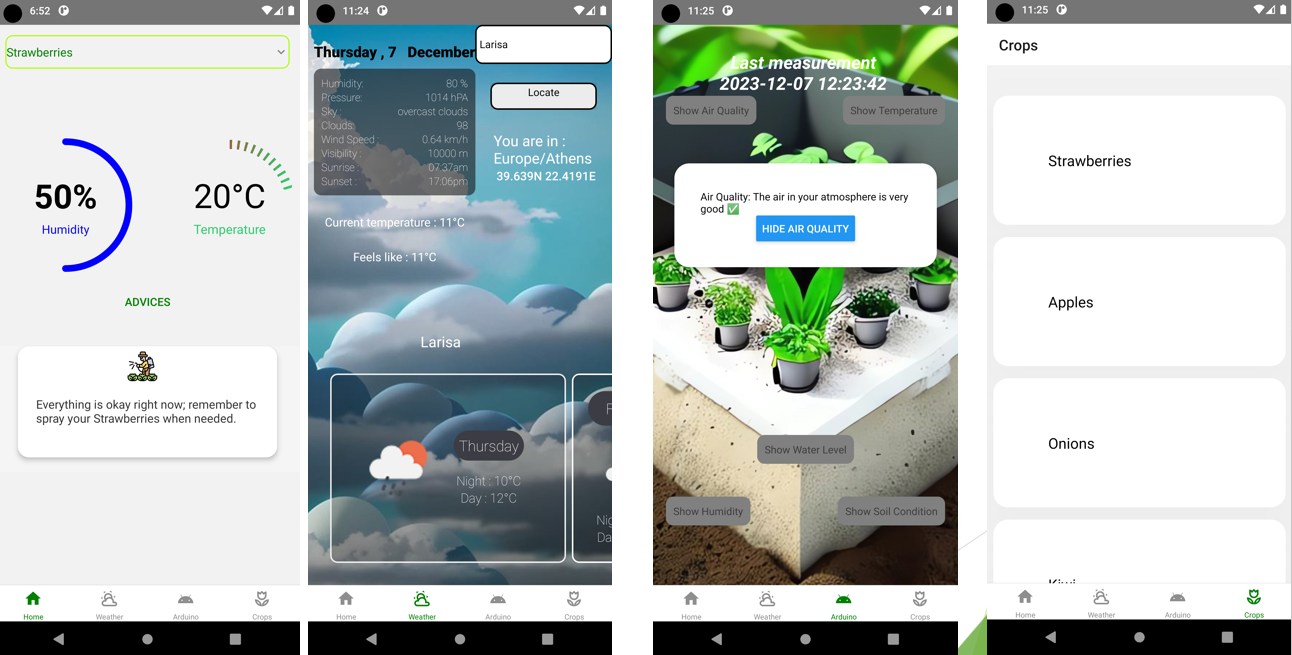 6:52
Strawberries
50%
Humidity
20°C
Temperature
ADVICES
Everything is okay right now; remember to
spray your Strawberries when needed.
Home Weather Arduino Crops
11:24
Thursday , 7 December
Larisa
Humidity: 80 %
Pressure: 1014 hPA
Sky : overcast clouds
Clouds: 98
Wind Speed : 0.64 km/h
Visibility : 10000 m
Sunrise : 07:37am
Sunset : 17:06pm
Locate
You are in :
Europe/Athens
39.639N 22.4191E
Current temperature : 11°C
Feels like : 11°C
Larisa
Thursday
Night : 10°C
Day : 12°C
F
Nig
Da
Home Weather Arduino Crops
11:25
Last measurement
2023-12-07 12:23:42
Show Air Quality Show Temperature
Air Quality: The air in your atmosphere is very
good ✅
HIDE AIR QUALITY
Show Water Level
Show Humidity Show Soil Condition
Home Weather Arduino Crops
11:25
Crops
Strawberries
Apples
Onions
Kiwi
Home Weather Arduino Crops